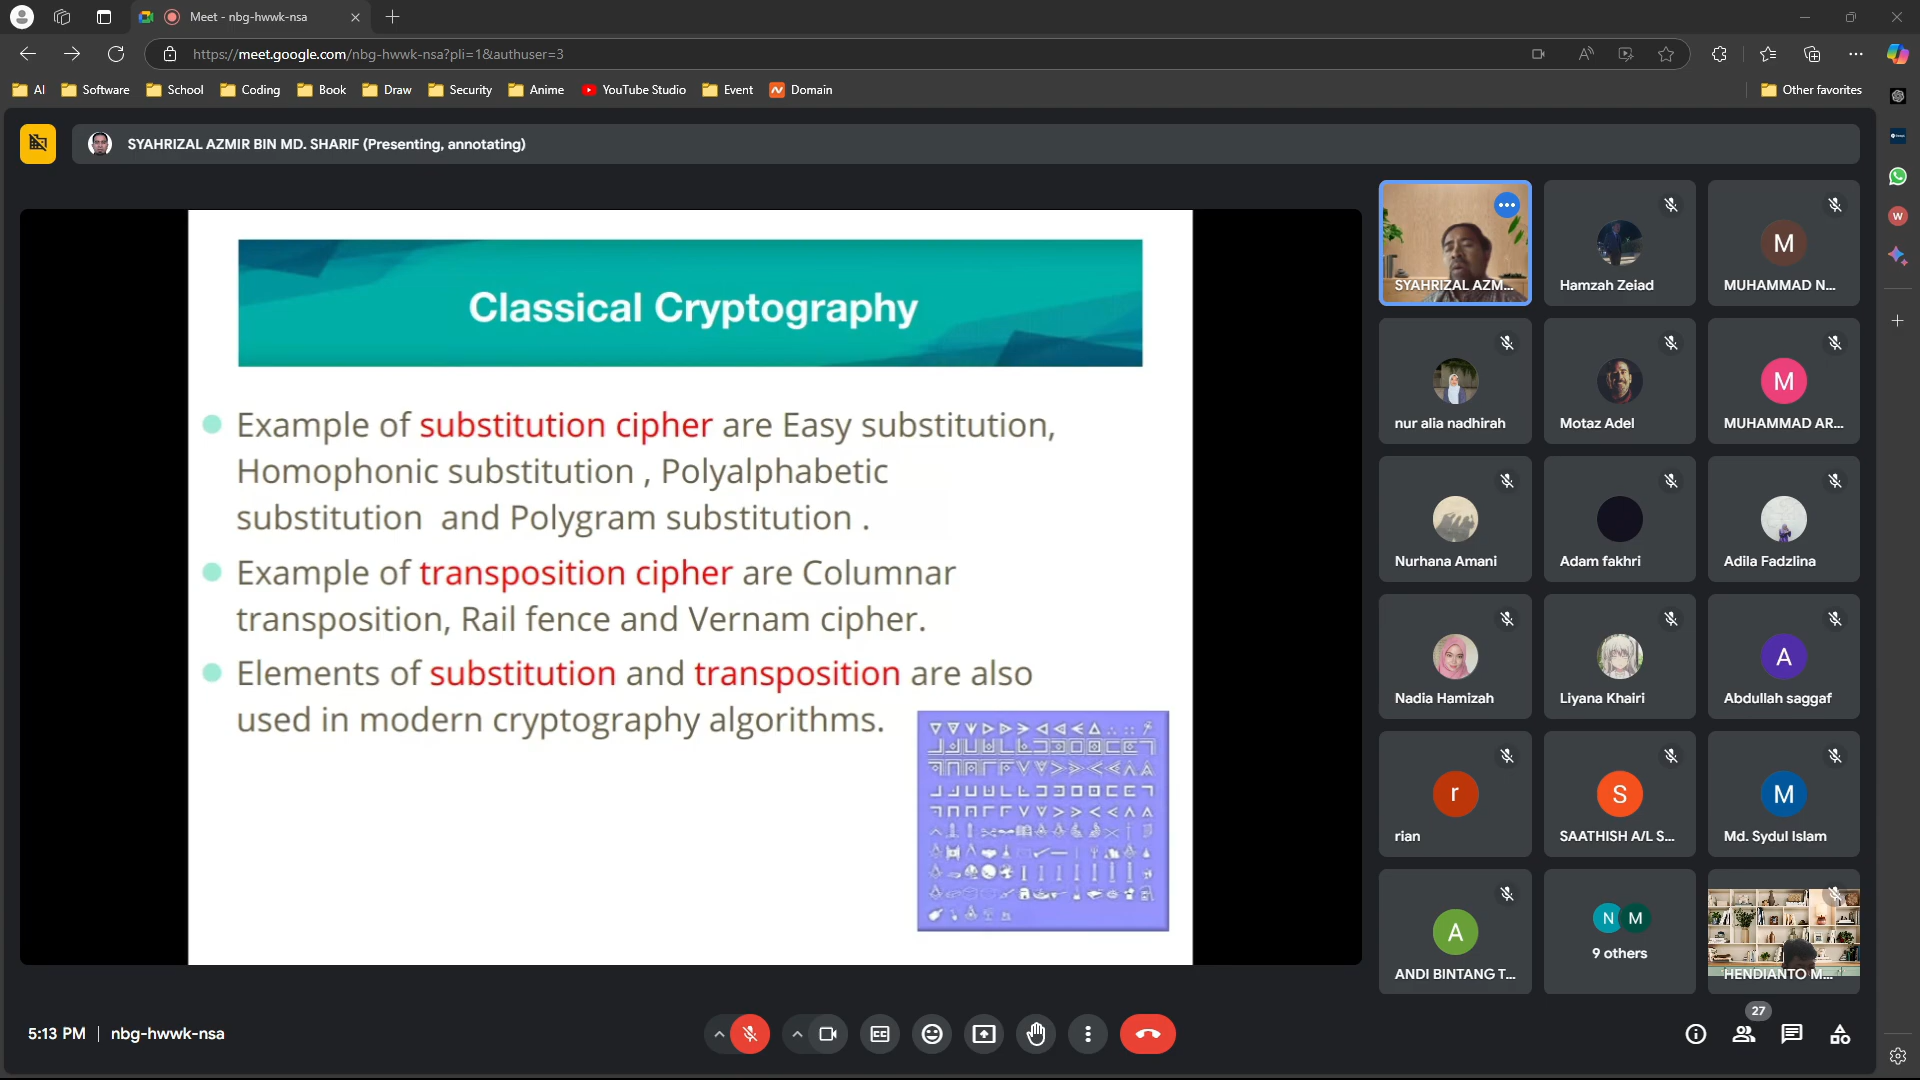 Meet - nbg-hwwk-nsa
https://meet.google.com/nbg-hwwk-nsa?pli=1&authuser=3
AI
Software
School
Coding
Book
Draw
Security
Anime
YouTube Studio
Event
Domain
Other favorites
SYAHRIZAL AZMIR BIN MD. SHARIF (Presenting, annotating)
Classical Cryptography
Example of substitution cipher are Easy substitution,
Homophonic substitution , Polyalphabetic
substitution and Polygram substitution .
Example of transposition cipher are Columnar
transposition, Rail fence and Vernam cipher.
Elements of substitution and transposition are also
used in modern cryptography algorithms.
SYAHRIZAL AZM...
Hamzah Zeiad
M
MUHAMMAD N...
nur alia nadhirah
Motaz Adel
M
MUHAMMAD AR...
Nurhana Amani
Adam fakhri
Adila Fadzlina
Nadia Hamizah
Liyana Khairi
A
Abdullah saggaf
r
rian
S
SAATHISH A/L S...
M
Md. Sydul Islam
A
ANDI BINTANG T...
N M
9 others
HENDIANTO M...
W
5:13 PM | nbg-hwwk-nsa
CC
27